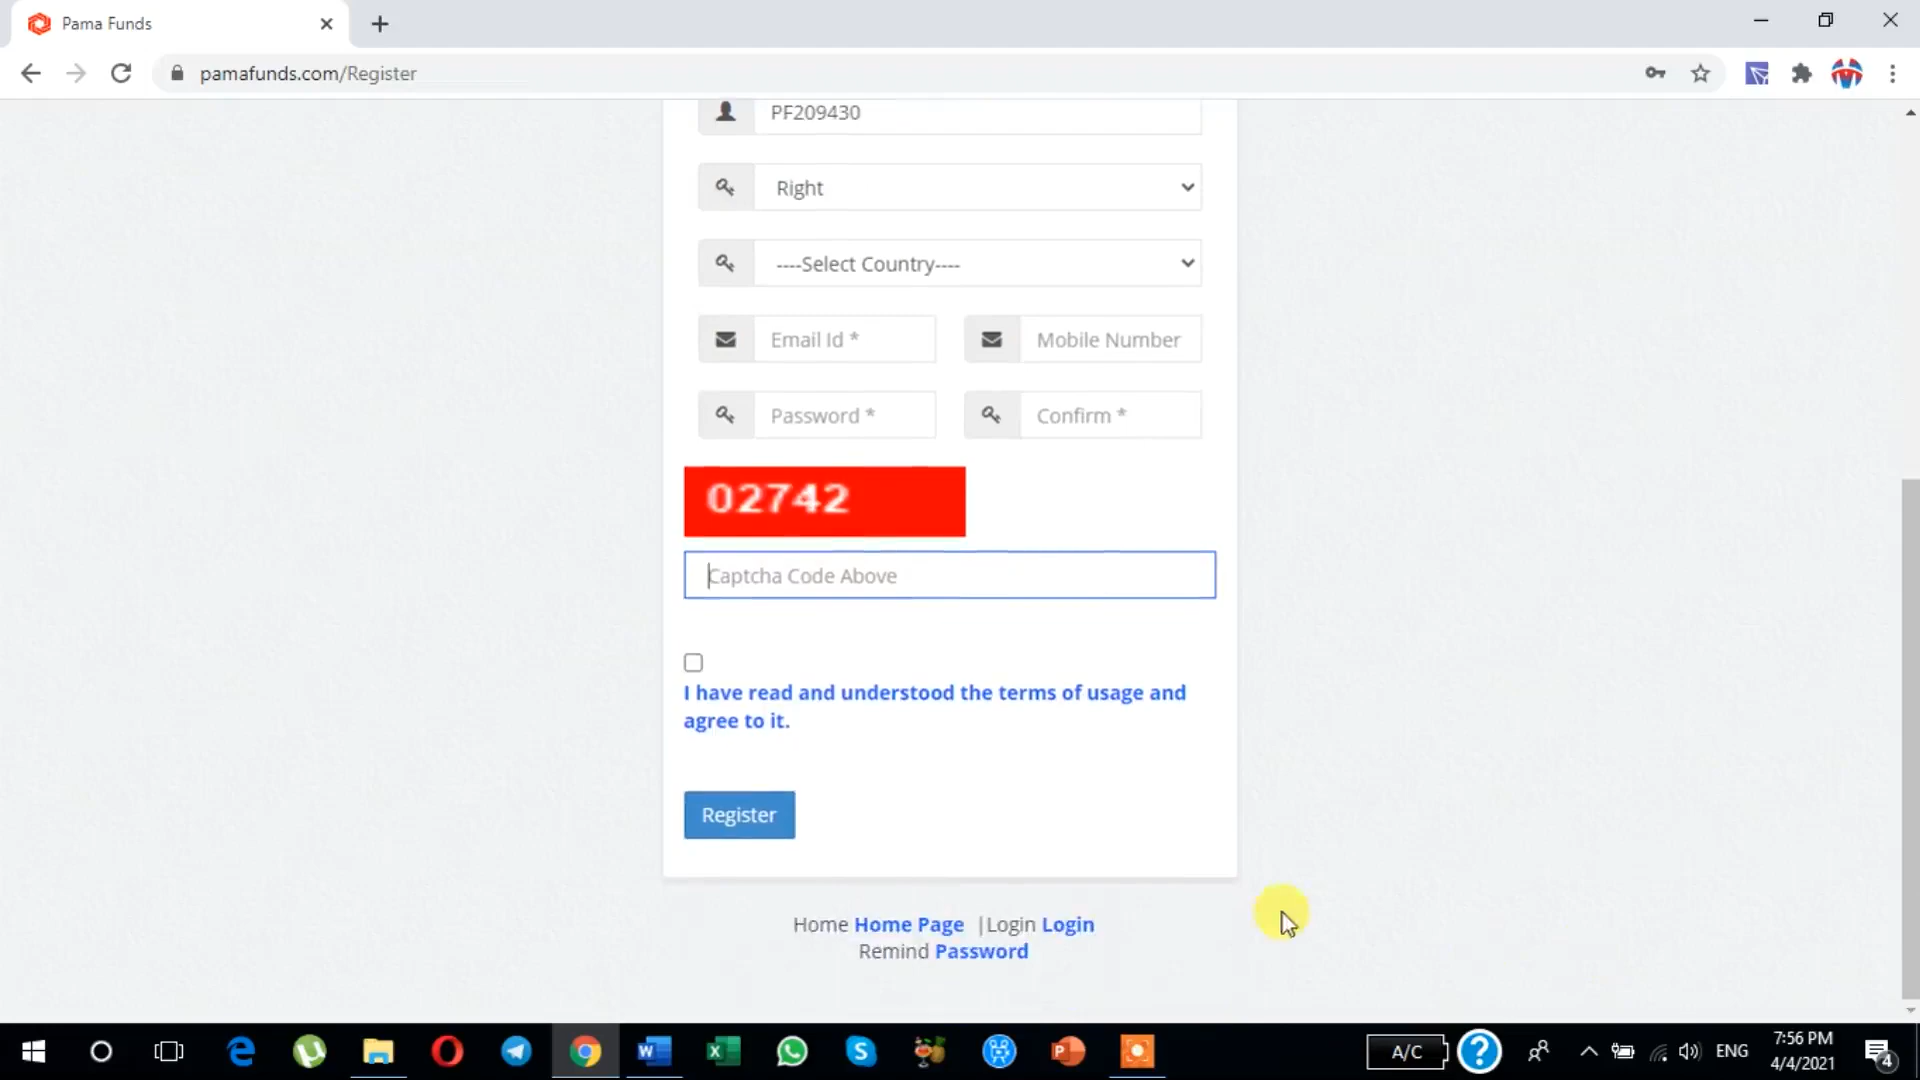 Pama Funds
pamafunds.com/Register
PF209430
Right
----Select Country----
Email Id *
Mobile Number
Password *
Confirm *
02742
Captcha Code Above
I have read and understood the terms of usage and
agree to it.
Register
Home Home Page |Login Login
Remind Password
A/C
ENG
7:56 PM
4/4/2021
4